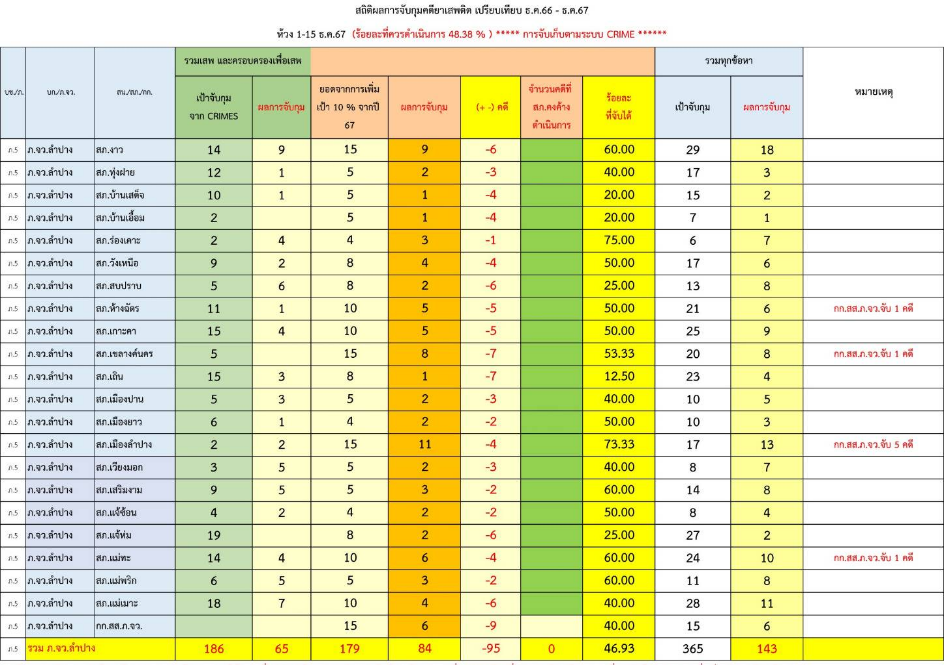 สถิติผลการจับกุมคดียาเสพติด เปรียบเทียบ ธ.ค.66 - ธ.ค.67
ห้วง 1-15 ธ.ค.67 (ร้อยละที่ควรดำเนินการ 48.38 % ) ***** การจัดเก็บตามระบบ CRIME ******
บช./ภ. บก./ภ.จว. สน./สภ./กก. รวมเสพ และครอบครองเพื่อเสพ รวมทุกข้อหา หมายเหตุ
เป้าจับกุม จาก CRIMES ผลการจับกุม ยอดจากการเพิ่ม เป้า 10 % จากปี 67 ผลการจับกุม (+ -) คดี จำนวนคดีที่ สภ.คงค้าง ดำเนินการ ร้อยละ ที่จับได้ เป้าจับกุม ผลการจับกุม
ภ.5 ภ.จว.ลำปาง สภ.งาว 14 9 15 9 -6 60.00 29 18
ภ.5 ภ.จว.ลำปาง สภ.ทุ่งฝาย 12 1 5 2 -3 40.00 17 3
ภ.5 ภ.จว.ลำปาง สภ.บ้านเสด็จ 10 1 5 1 -4 20.00 15 2
ภ.5 ภ.จว.ลำปาง สภ.บ้านเอื้อม 2 5 1 -4 20.00 7 1
ภ.5 ภ.จว.ลำปาง สภ.ร่องเคาะ 2 4 4 3 -1 75.00 6 7
ภ.5 ภ.จว.ลำปาง สภ.วังเหนือ 9 2 8 4 -4 50.00 17 6
ภ.5 ภ.จว.ลำปาง สภ.สบปราบ 5 6 8 2 -6 25.00 13 8
ภ.5 ภ.จว.ลำปาง สภ.ห้างฉัตร 11 1 10 5 -5 50.00 21 6 กก.สส.ภ.จว.จับ 1 คดี
ภ.5 ภ.จว.ลำปาง สภ.เกาะคา 15 4 10 5 -5 50.00 25 9
ภ.5 ภ.จว.ลำปาง สภ.เขลางค์นคร 5 15 8 -7 53.33 20 8 กก.สส.ภ.จว.จับ 1 คดี
ภ.5 ภ.จว.ลำปาง สภ.เถิน 15 3 8 1 -7 12.50 23 4
ภ.5 ภ.จว.ลำปาง สภ.เมืองปาน 5 3 5 2 -3 40.00 10 5
ภ.5 ภ.จว.ลำปาง สภ.เมืองยาว 6 1 4 2 -2 50.00 10 3
ภ.5 ภ.จว.ลำปาง สภ.เมืองลำปาง 2 2 15 11 -4 73.33 17 13 กก.สส.ภ.จว.จับ 5 คดี
ภ.5 ภ.จว.ลำปาง สภ.เวียงมอก 3 5 5 2 -3 40.00 8 7
ภ.5 ภ.จว.ลำปาง สภ.เสริมงาม 9 5 5 3 -2 60.00 14 8
ภ.5 ภ.จว.ลำปาง สภ.แจ้ซ้อน 4 2 4 2 -2 50.00 8 4
ภ.5 ภ.จว.ลำปาง สภ.แจ้ห่ม 19 8 2 -6 25.00 27 2
ภ.5 ภ.จว.ลำปาง สภ.แม่ทะ 14 4 10 6 -4 60.00 24 10 กก.สส.ภ.จว.จับ 1 คดี
ภ.5 ภ.จว.ลำปาง สภ.แม่พริก 6 5 5 3 -2 60.00 11 8
ภ.5 ภ.จว.ลำปาง สภ.แม่เมาะ 18 7 10 4 -6 40.00 28 11
ภ.5 ภ.จว.ลำปาง กก.สส.ภ.จว. 15 6 -9 40.00 15 6
ภ.5 รวม ภ.จว.ลำปาง 186 65 179 84 -95 0 46.93 365 143